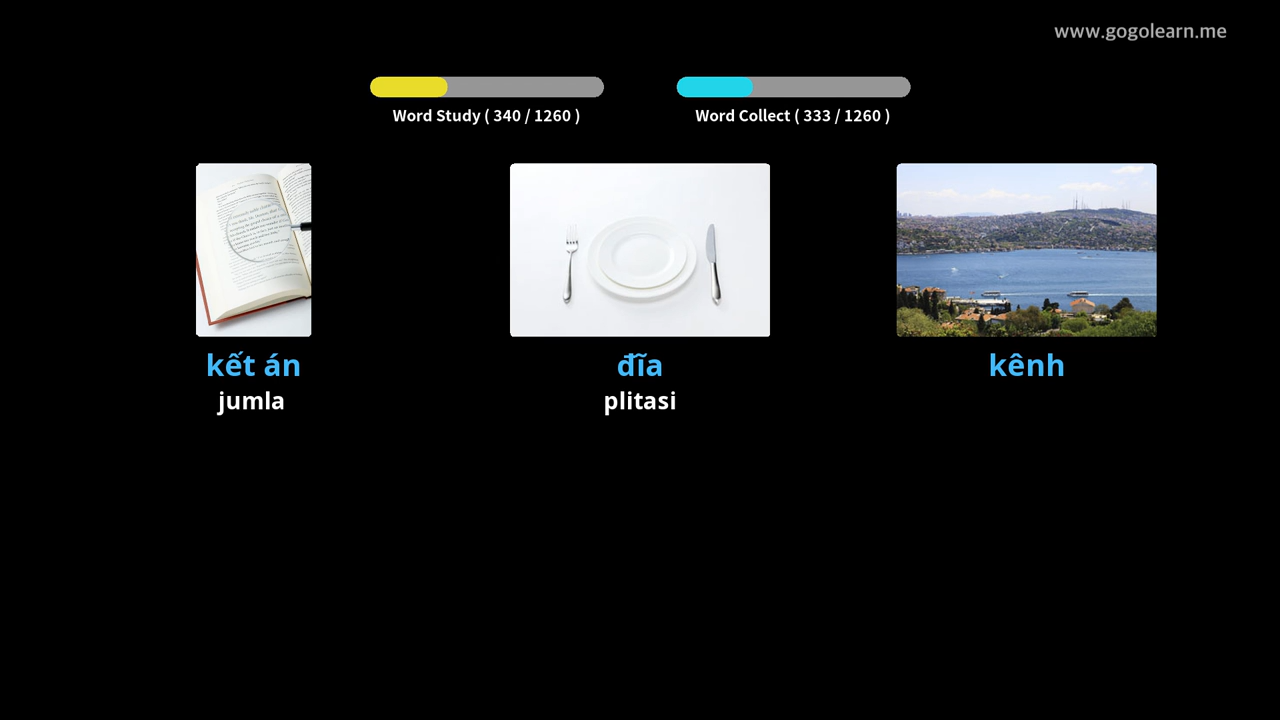 www.gogolearn.me
Word Study ( 340 / 1260 )
Word Collect ( 333 / 1260 )
kết án
đĩa
kênh
jumla
plitasi